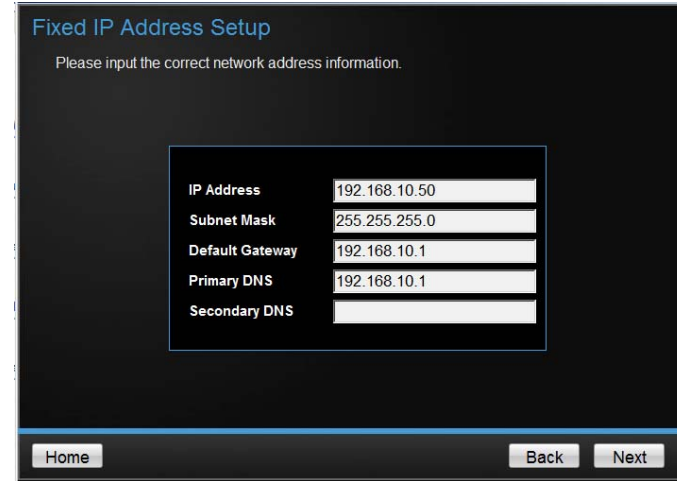 Fixed IP Address Setup
Please input the correct network address information.
IP Address 192.168.10.50
Subnet Mask 255.255.255.0
Default Gateway 192.168.10.1
Primary DNS 192.168.10.1
Secondary DNS
Home Back Next